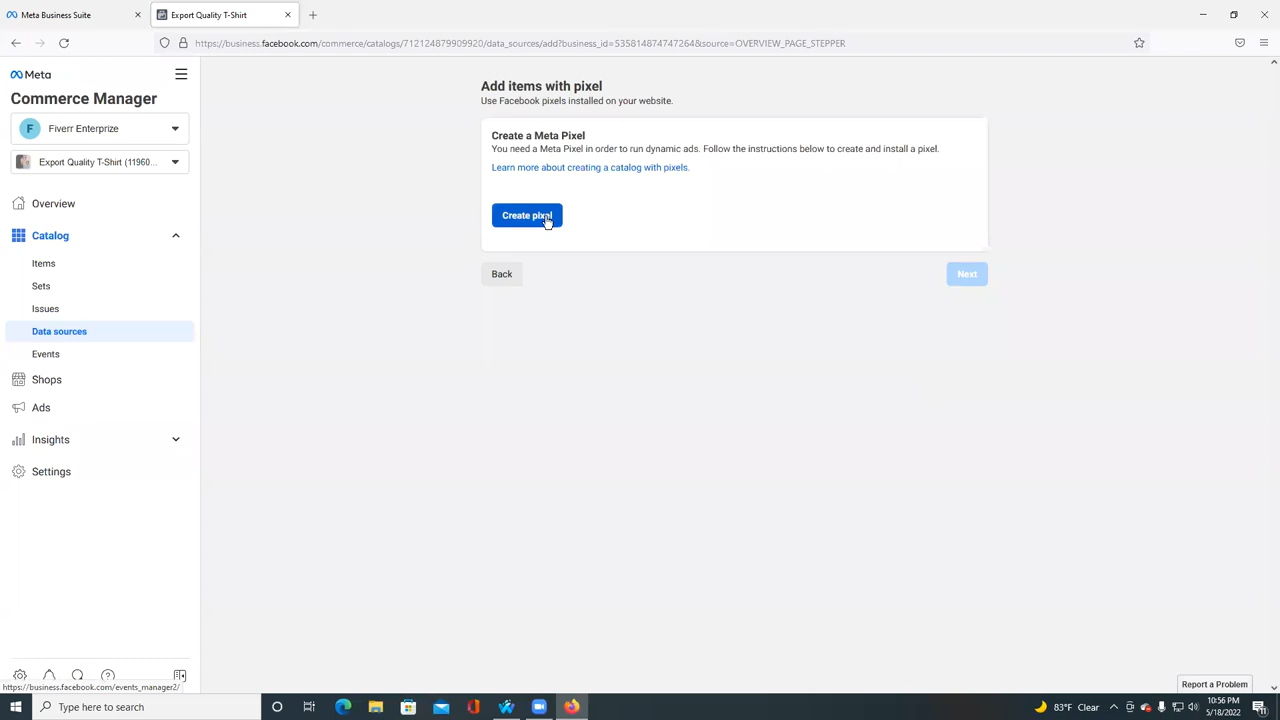 Meta Business Suite
Export Quality T-Shirt
https://business.facebook.com/commerce/catalogs/712124879909920/data_sources/add?business_id=535814874747264&source=OVERVIEW_PAGE_STEPPER
Meta
Commerce Manager
F Fiverr Enterprize
Export Quality T-Shirt (11960...
Overview
Catalog
Items
Sets
Issues
Data sources
Events
Shops
Ads
Insights
Settings
Add items with pixel
Use Facebook pixels installed on your website.
Create a Meta Pixel
You need a Meta Pixel in order to run dynamic ads. Follow the instructions below to create and install a pixel.
Learn more about creating a catalog with pixels.
Create pixel
Back
Next
https://business.facebook.com/events_manager2/
Report a Problem
Type here to search
83°F Clear
10:56 PM
5/18/2022